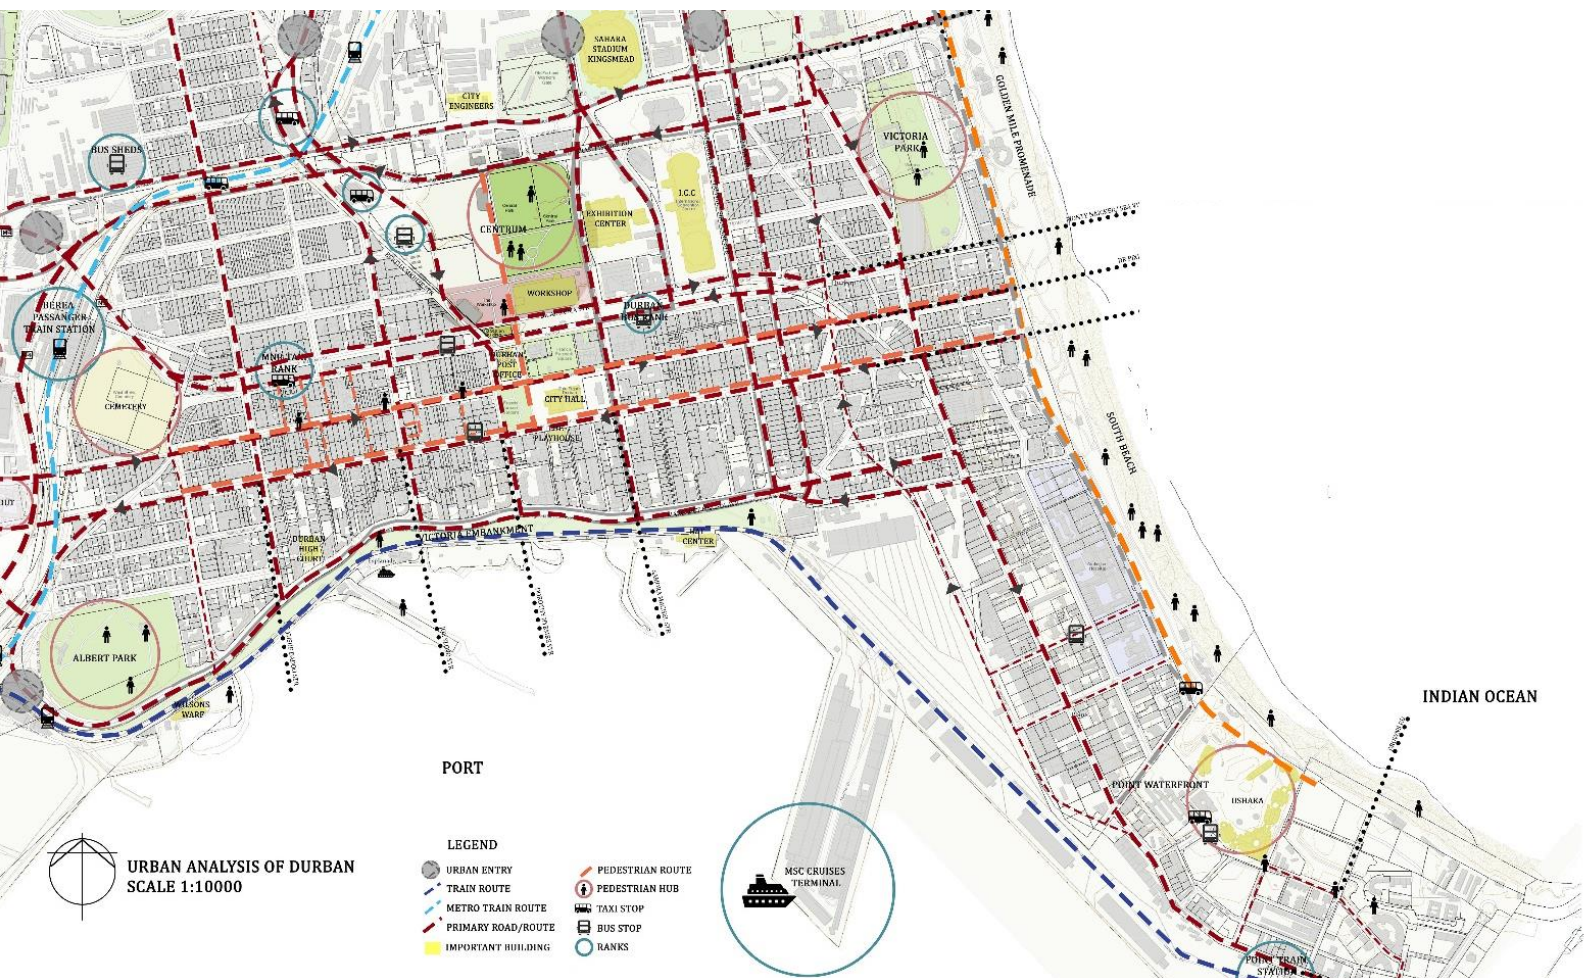 SAHARA
STADIUM
KINGSMEAD
CITY
ENGINEERS
GOLDEN MILE PROMENADE
BUS SHEDS
VICTORIA
PARK
I.C.C
EXHIBITION
CENTER
CENTRUM
WORKSHOP
BEREA
PASSANGER
TRAIN STATION
DURBAN
BUS RANK
MNR TAXI
RANK
DURBAN
POST
OFFICE
CEMETERY
CITY HALL
PLAYHOUSE
SOUTH BEACH
VICTORIA EMBANKMENT
DURBAN
HIGH
COURT
CENTER
ALBERT PARK
WILSONS
WARF
INDIAN OCEAN
PORT
POINT WATERFRONT
USHAKA
MSC CRUISES
TERMINAL
POINT TRAIN
STATION
URBAN ANALYSIS OF DURBAN
SCALE 1:10000
LEGEND
URBAN ENTRY
TRAIN ROUTE
METRO TRAIN ROUTE
PRIMARY ROAD/ROUTE
IMPORTANT BUILDING
PEDESTRIAN ROUTE
PEDESTRIAN HUB
TAXI STOP
BUS STOP
RANKS